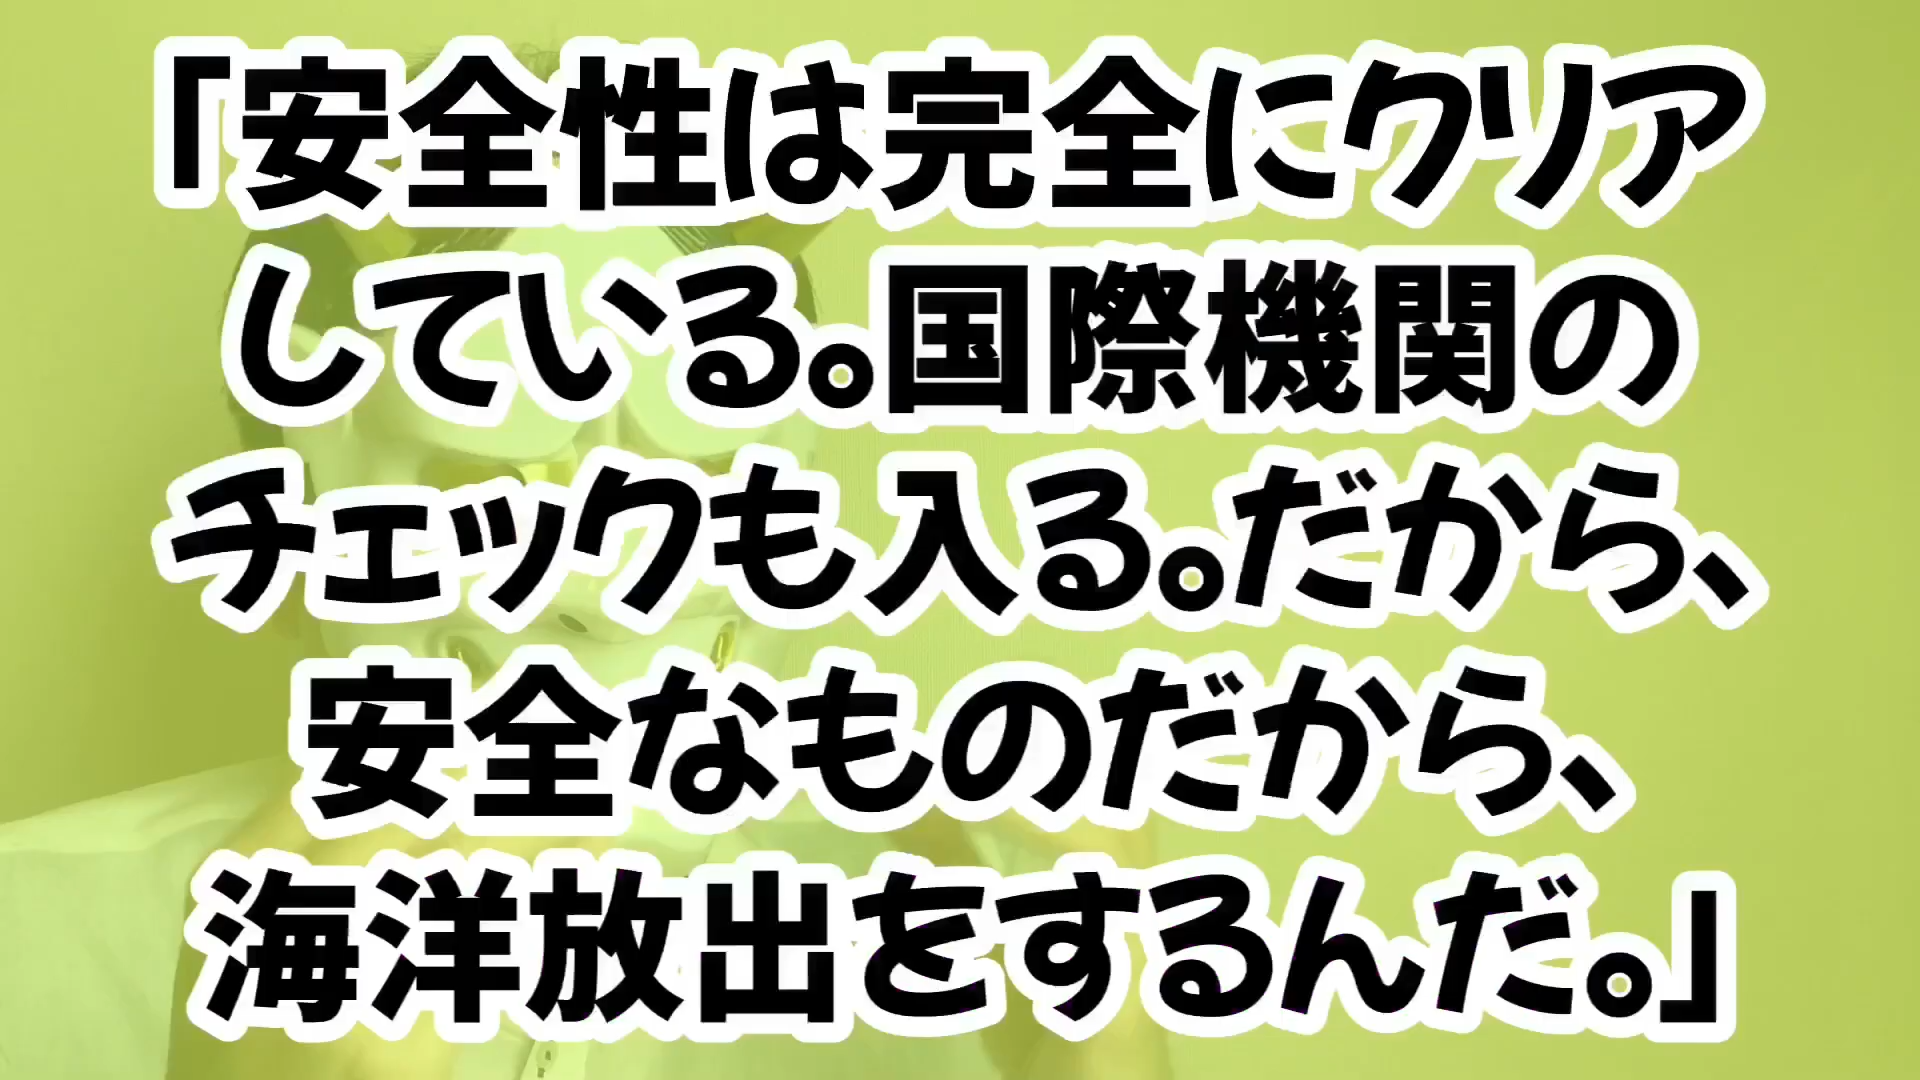 「安全性は完全にクリア
している。国際機関の
チェックも入る。だから、
安全なものだから、
海洋放出をするんだ。」